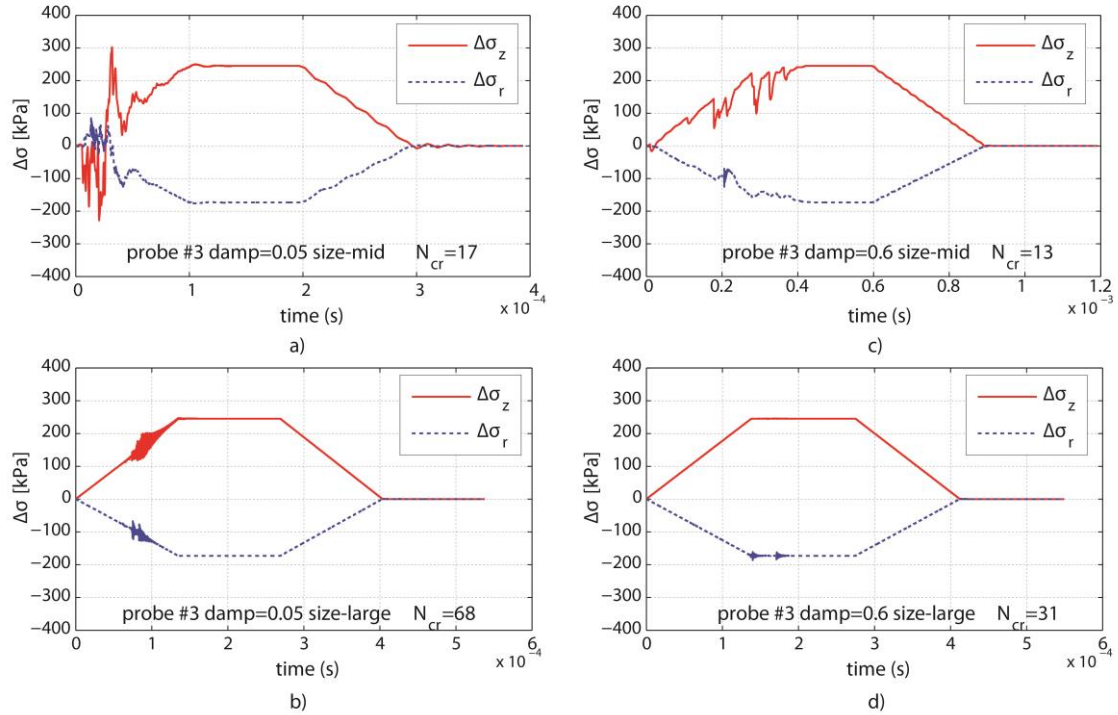 400
300
200
100
0
−100
−200
−300
−400
Δσ [kPa]
Δσz
Δσr
probe #3 damp=0.05 size-mid Ncr=17
0 1 2 3 4
x 10⁻⁴
time (s)
a)
400
300
200
100
0
−100
−200
−300
−400
Δσ [kPa]
Δσz
Δσr
probe #3 damp=0.6 size-mid Ncr=13
0 0.2 0.4 0.6 0.8 1.0 1.2
x 10⁻³
time (s)
c)
400
300
200
100
0
−100
−200
−300
−400
Δσ [kPa]
Δσz
Δσr
probe #3 damp=0.05 size-large Ncr=68
0 1 2 3 4 5 6
x 10⁻⁴
time (s)
b)
400
300
200
100
0
−100
−200
−300
−400
Δσ [kPa]
Δσz
Δσr
probe #3 damp=0.6 size-large Ncr=31
0 1 2 3 4 5 6
x 10⁻⁴
time (s)
d)